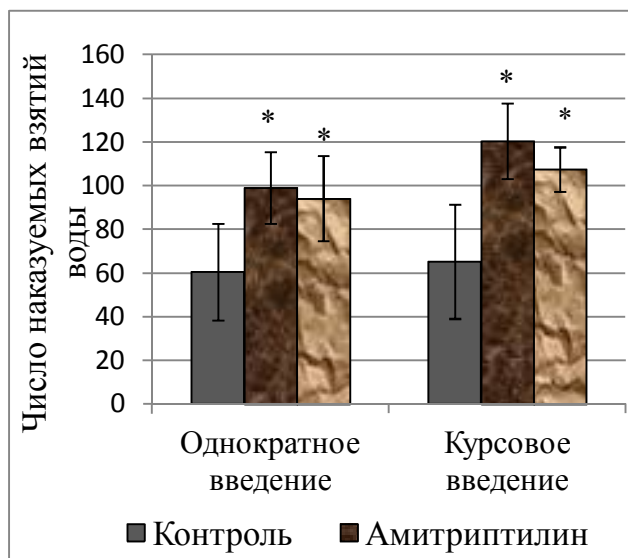 Число наказуемых взятий
воды
160
140
120
100
80
60
40
20
0
*
*
*
*
Однократное
введение
Курсовое
введение
Контроль
Амитриптилин